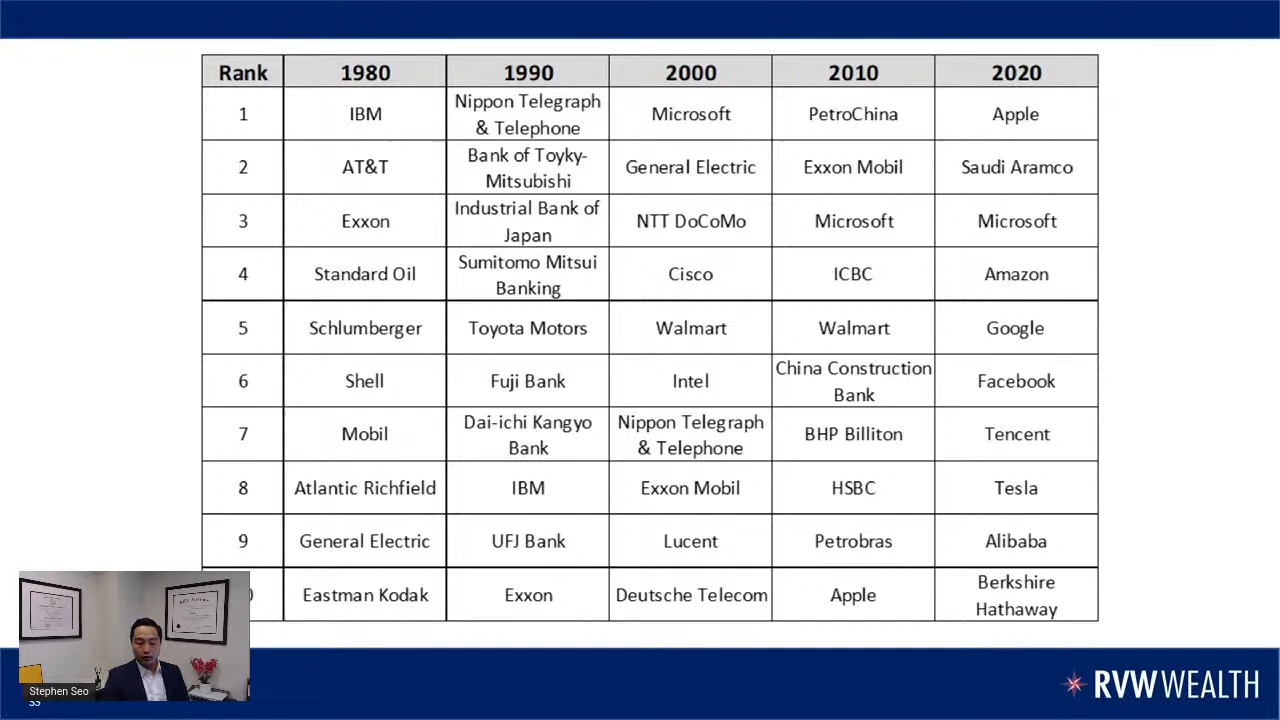 Rank 1980 1990 2000 2010 2020
1 IBM Nippon Telegraph & Telephone Microsoft PetroChina Apple
2 AT&T Bank of Toyky-Mitsubishi General Electric Exxon Mobil Saudi Aramco
3 Exxon Industrial Bank of Japan NTT DoCoMo Microsoft Microsoft
4 Standard Oil Sumitomo Mitsui Banking Cisco ICBC Amazon
5 Schlumberger Toyota Motors Walmart Walmart Google
6 Shell Fuji Bank Intel China Construction Bank Facebook
7 Mobil Dai-ichi Kangyo Bank Nippon Telegraph & Telephone BHP Billiton Tencent
8 Atlantic Richfield IBM Exxon Mobil HSBC Tesla
9 General Electric UFJ Bank Lucent Petrobras Alibaba
Eastman Kodak Exxon Deutsche Telecom Apple Berkshire Hathaway
Stephen Seo
33
RVW WEALTH